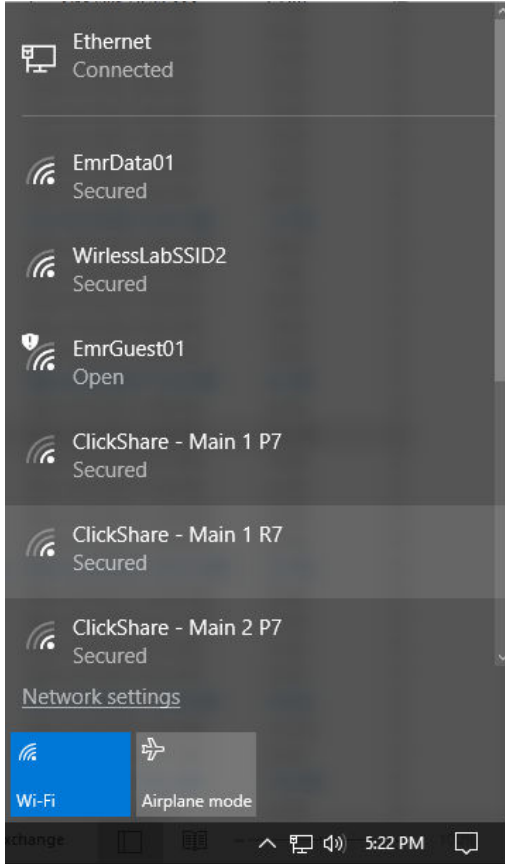 Ethernet
Connected
EmrData01
Secured
WirlessLabSSID2
Secured
EmrGuest01
Open
ClickShare - Main 1 P7
Secured
ClickShare - Main 1 R7
Secured
ClickShare - Main 2 P7
Secured
Network settings
Wi-Fi
Airplane mode
xchange
5:22 PM